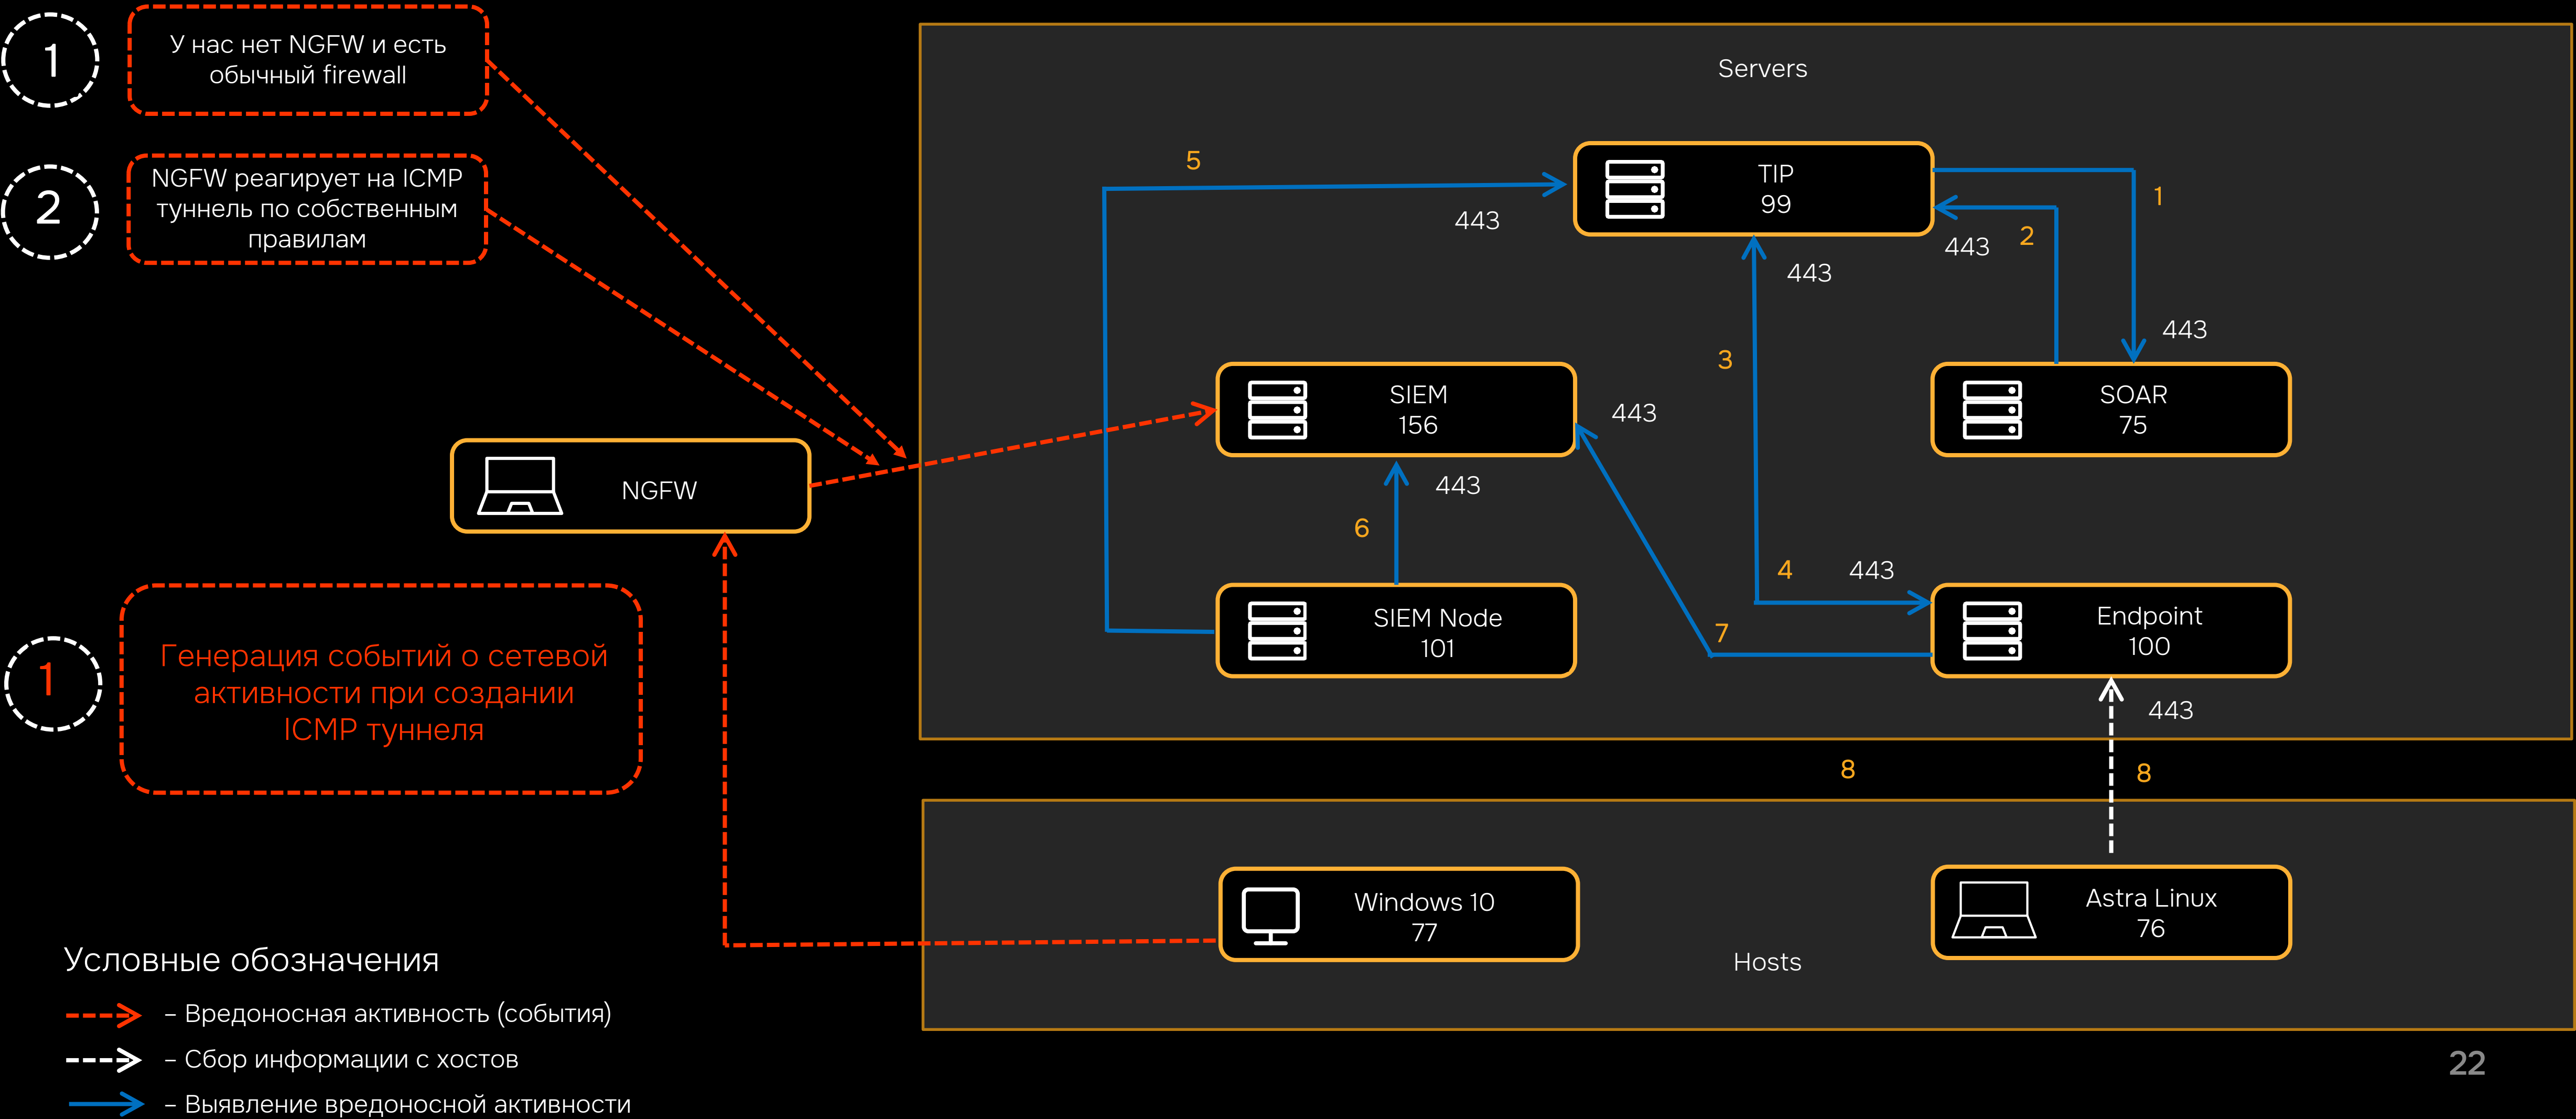 1
У нас нет NGFW и есть
обычный firewall
2
NGFW реагирует на ICMP
туннель по собственным
правилам
NGFW
1
Генерация событий о сетевой
активности при создании
ICMP туннеля
Servers
5
443
TIP
99
1
2
443
443
443
3
SIEM
156
443
SOAR
75
443
6
4
443
SIEM Node
101
7
Endpoint
100
443
8
8
Windows 10
77
Astra Linux
76
Hosts
Условные обозначения
– Вредоносная активность (события)
– Сбор информации с хостов
– Выявление вредоносной активности
22